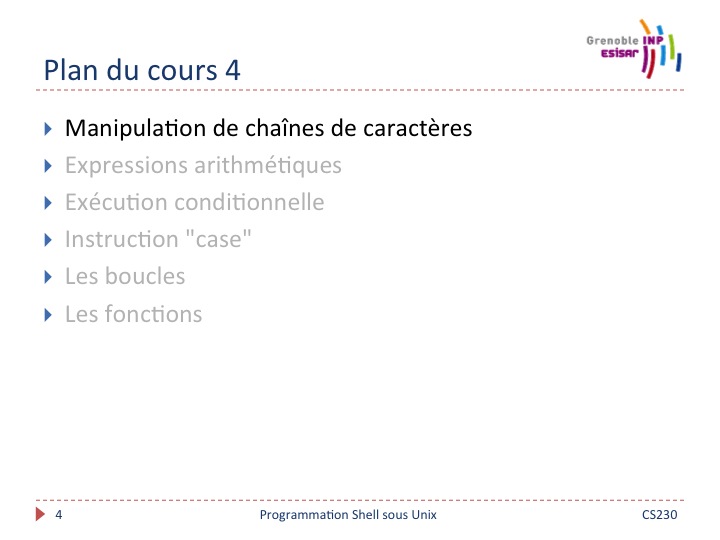 Grenoble INP
esisar
Plan du cours 4
Manipulation de chaînes de caractères
Expressions arithmétiques
Exécution conditionnelle
Instruction "case"
Les boucles
Les fonctions
4 Programmation Shell sous Unix CS230